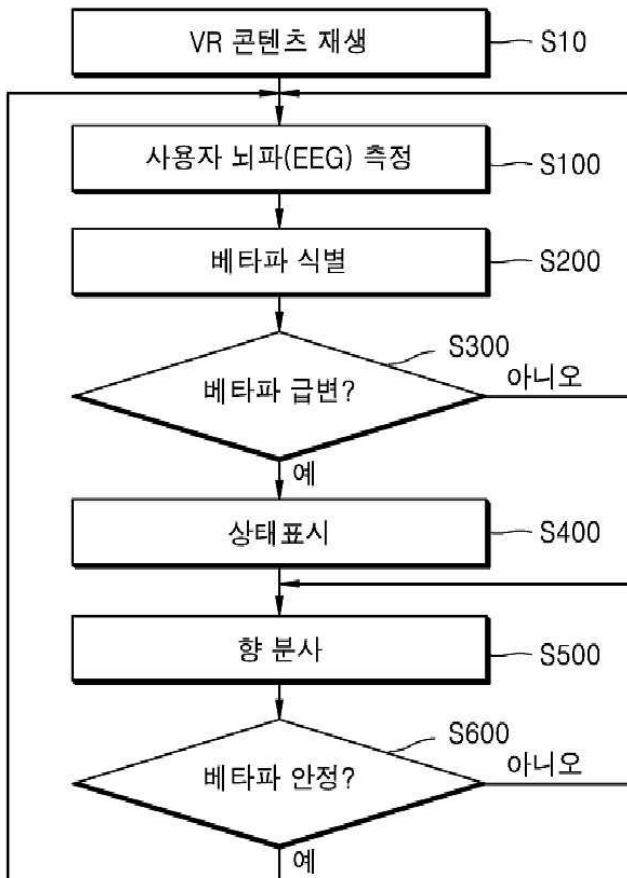 VR 콘텐츠 재생
S10
사용자 뇌파(EEG) 측정
S100
베타파 식별
S200
S300
베타파 급변?
아니오
예
상태표시
S400
향 분사
S500
S600
베타파 안정?
아니오
예